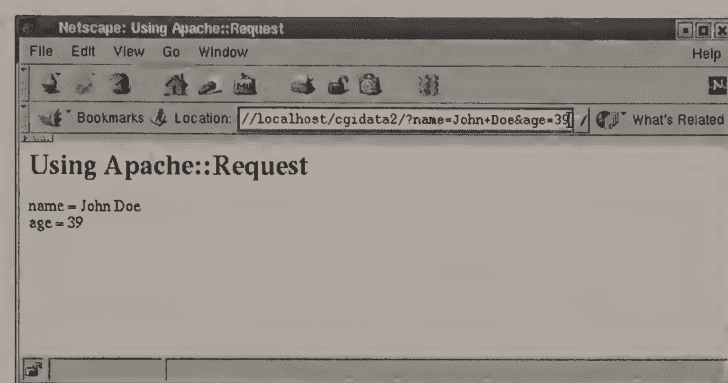 Netscape: Using Apache::Request
File Edit View Go Window Help
Bookmarks Location: //localhost/cgidata2/?name=John+Doe&age=39 What's Related
Using Apache::Request
name = John Doe
age = 39